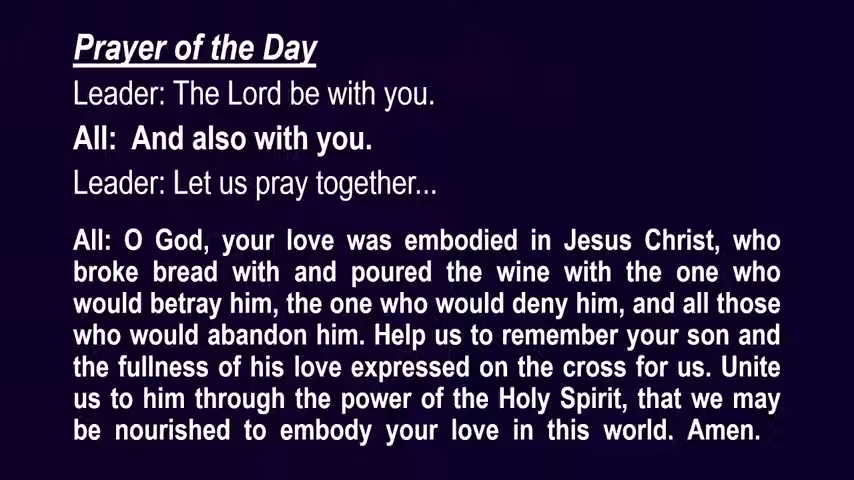 Prayer of the Day
Leader: The Lord be with you.
All: And also with you.
Leader: Let us pray together...
All: O God, your love was embodied in Jesus Christ, who
broke bread with and poured the wine with the one who
would betray him, the one who would deny him, and all those
who would abandon him. Help us to remember your son and
the fullness of his love expressed on the cross for us. Unite
us to him through the power of the Holy Spirit, that we may
be nourished to embody your love in this world. Amen.